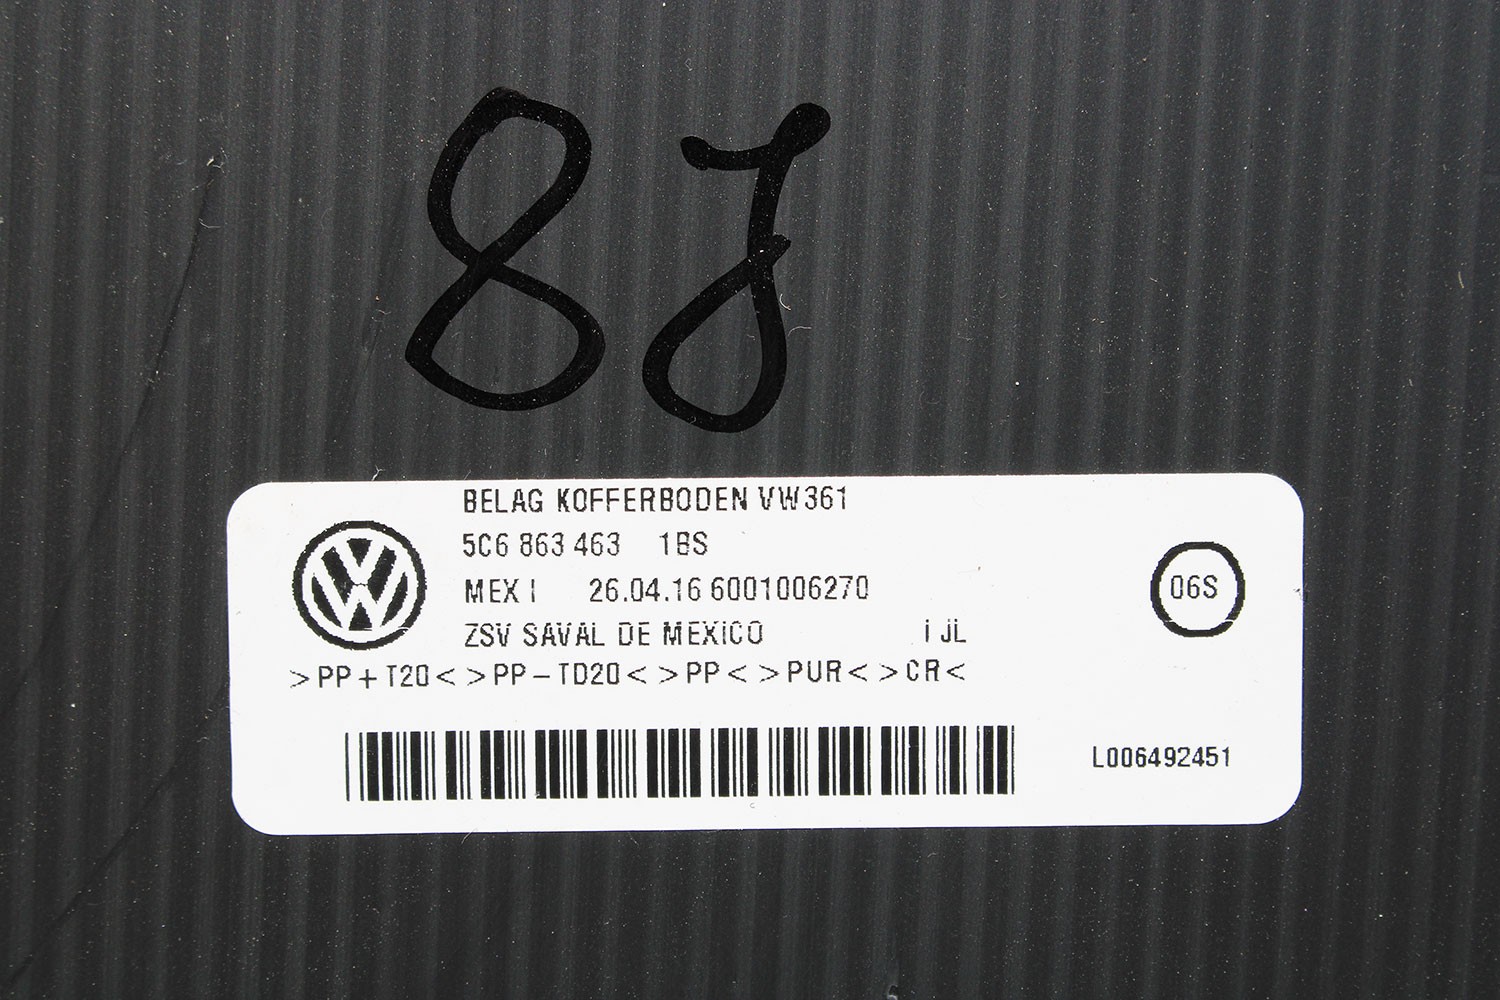 BELAG KOFFERBODEN VW361
5C6 863 463 1BS
MEX I 26.04.16 6001006270
06S
ZSV SAVAL DE MEXICO I JL
>PP+T20< >PP-TD20< >PP< >PUR< >CR<
L006492451